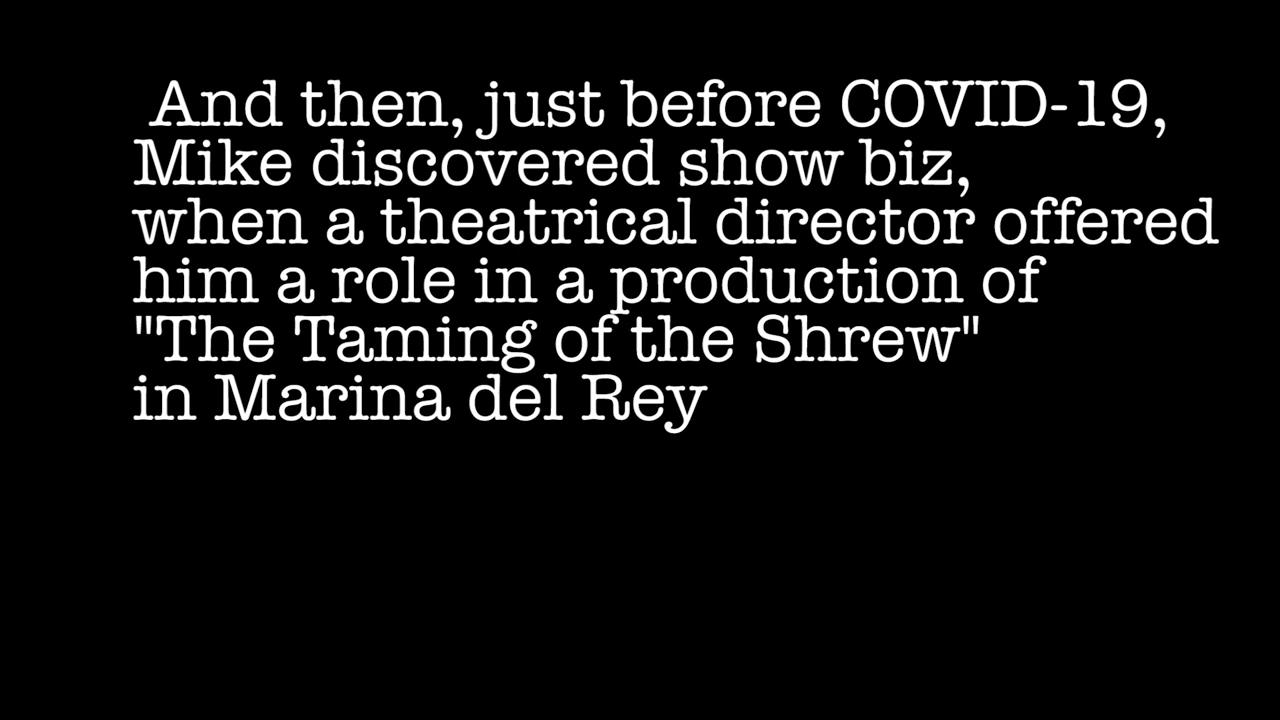 And then, just before COVID-19,
Mike discovered show biz,
when a theatrical director offered
him a role in a production of
"The Taming of the Shrew"
in Marina del Rey